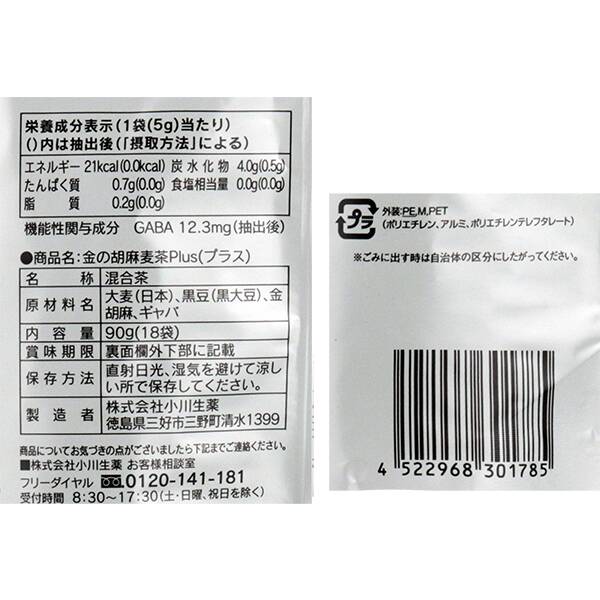 栄養成分表示(1袋(5g)当たり)
()内は抽出後(「摂取方法」による)
エネルギー 21kcal(0.0kcal) 炭水化物 4.0g(0.5g)
たんぱく質 0.7g(0.0g) 食塩相当量 0.0g(0.0g)
脂質 0.2g(0.0g)
機能性関与成分 GABA 12.3mg(抽出後)
●商品名:金の胡麻麦茶Plus(プラス)
名称 混合茶
原材料名 大麦(日本)、黒豆(黒大豆)、金
胡麻、ギャバ
内容量 90g(18袋)
賞味期限 裏面欄外下部に記載
保存方法 直射日光、湿気を避けて涼し
い所で保存してください。
製造者 株式会社小川生薬
徳島県三好市三野町清水1399
商品についてお気づきの点がございましたら下記までご連絡ください。
■株式会社小川生薬 お客様相談室
フリーダイヤル 0120-141-181
受付時間 8:30~17:30(土・日曜、祝日を除く)
プラ
外装:PE,M,PET
(ポリエチレン、アルミ、ポリエチレンテレフタレート)
※ごみに出す時は自治体の区分にしたがってください。
4 522968 301785